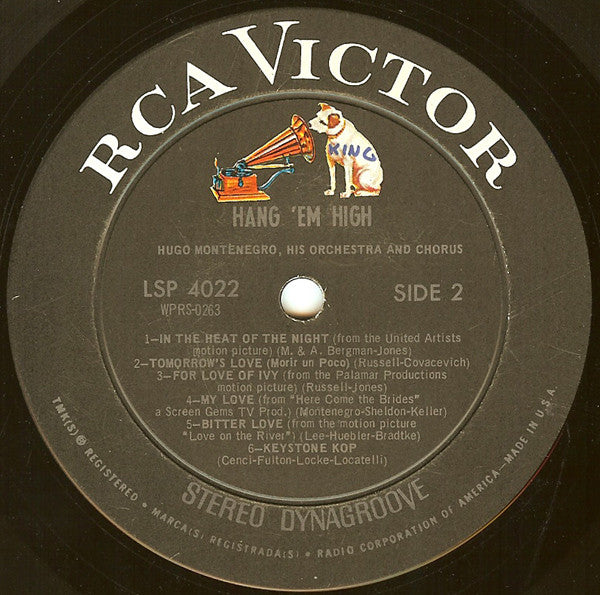 RCA VICTOR
KING
HANG 'EM HIGH
HUGO MONTENEGRO, HIS ORCHESTRA AND CHORUS
LSP 4022
WPRS-0263
SIDE 2
1–IN THE HEAT OF THE NIGHT (from the United Artists
motion picture) (M. & A. Bergman-Jones)
2–TOMORROW'S LOVE (Morir un Poco) (Russell-Covacevich)
3–FOR LOVE OF IVY (from the Palamar Productions
motion picture) (Russell-Jones)
4–MY LOVE (from "Here Come the Brides"
a Screen Gems TV Prod.) (Montenegro-Sheldon-Keller)
5–BITTER LOVE (from the motion picture
"Love on the River") (Lee-Huebler-Bradtke)
6–KEYSTONE KOP
(Cenci-Fulton-Locke-Locatelli)
STEREO DYNAGROOVE
TMK(S) ® REGISTERED • MARCA(S) REGISTRADA(S) • RADIO CORPORATION OF AMERICA–MADE IN U.S.A.